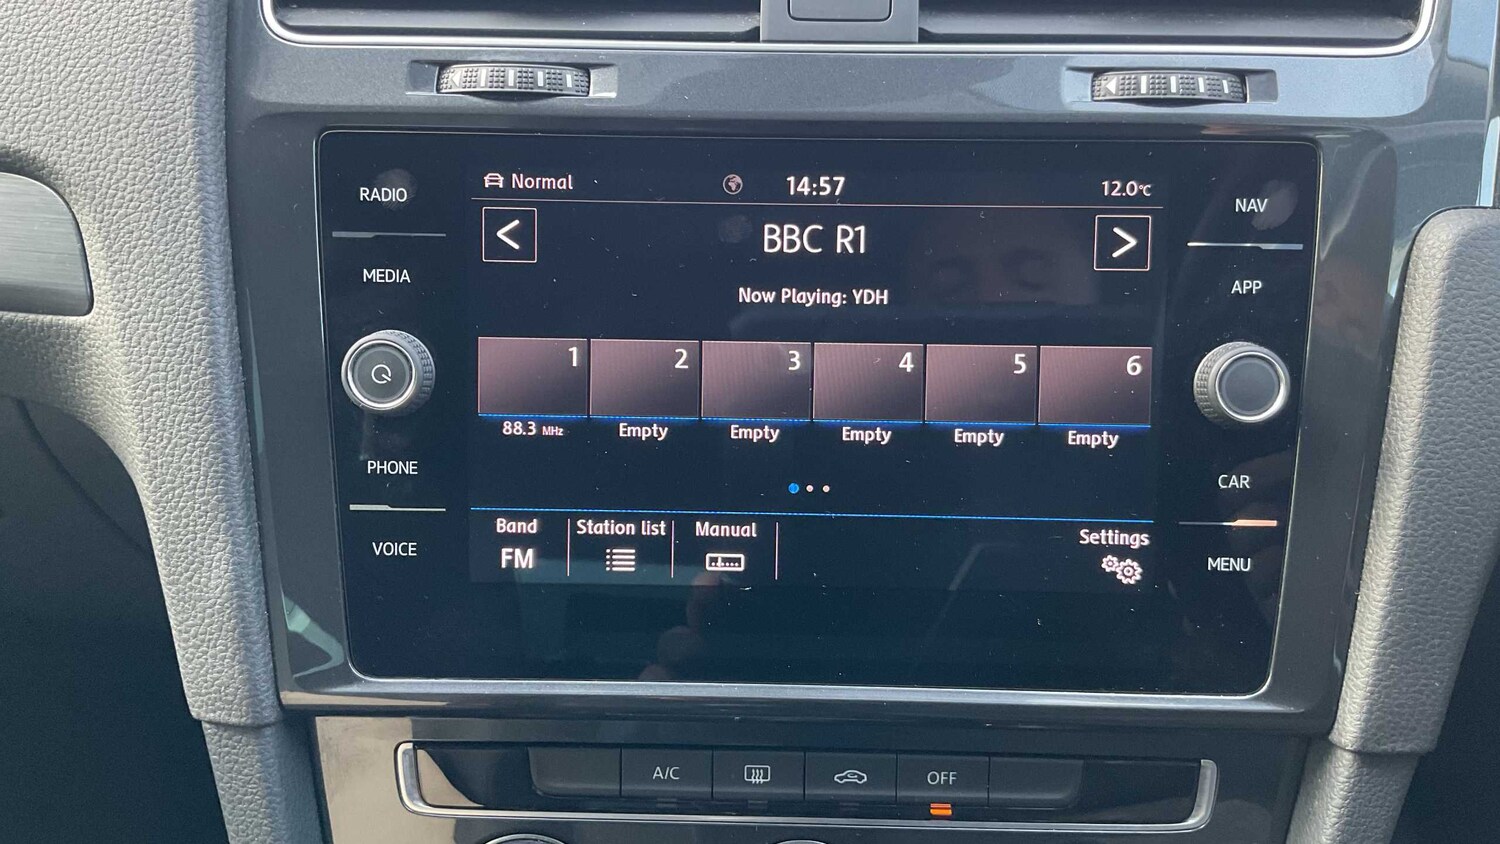 Normal 14:57 12.0°C
RADIO
NAV
< BBC R1 >
MEDIA
APP
Now Playing: YDH
1 2 3 4 5 6
88.3 MHz Empty Empty Empty Empty Empty
PHONE
CAR
Band Station list Manual Settings
FM
VOICE
MENU
A/C OFF